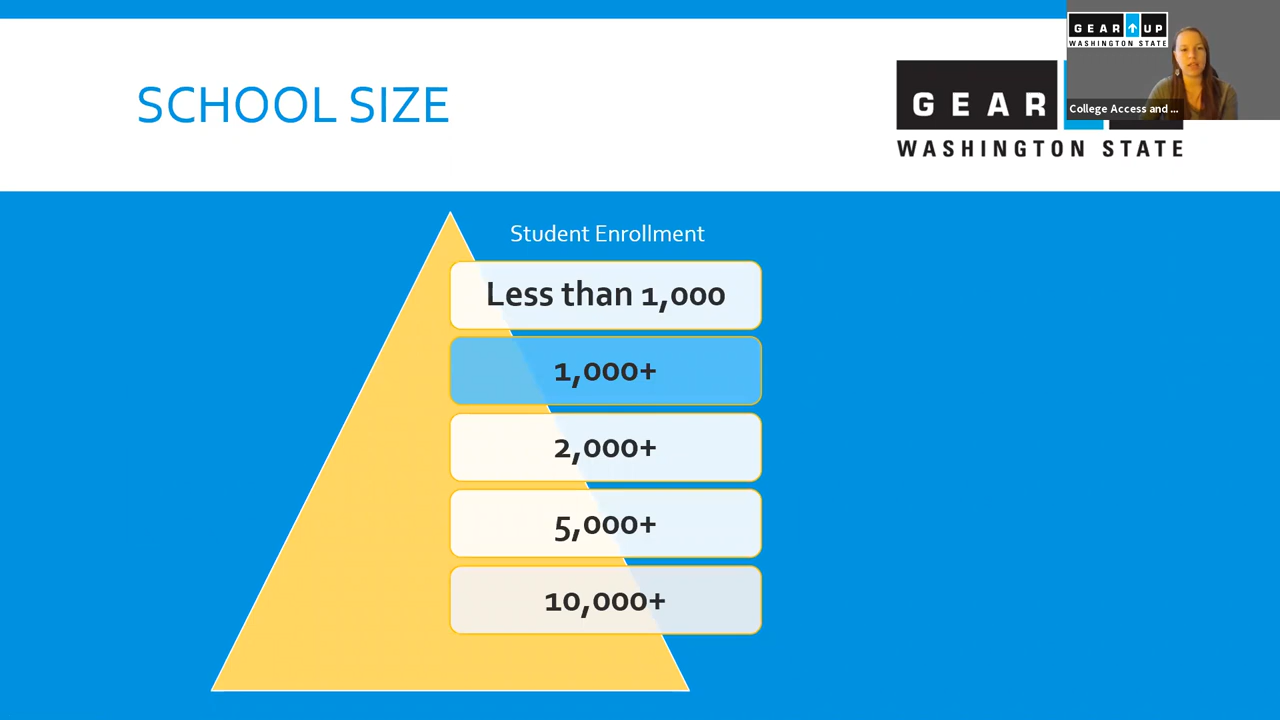 SCHOOL SIZE
GEAR
WASHINGTON STATE
GEAR UP
WASHINGTON STATE
College Access and ...
Student Enrollment
Less than 1,000
1,000+
2,000+
5,000+
10,000+